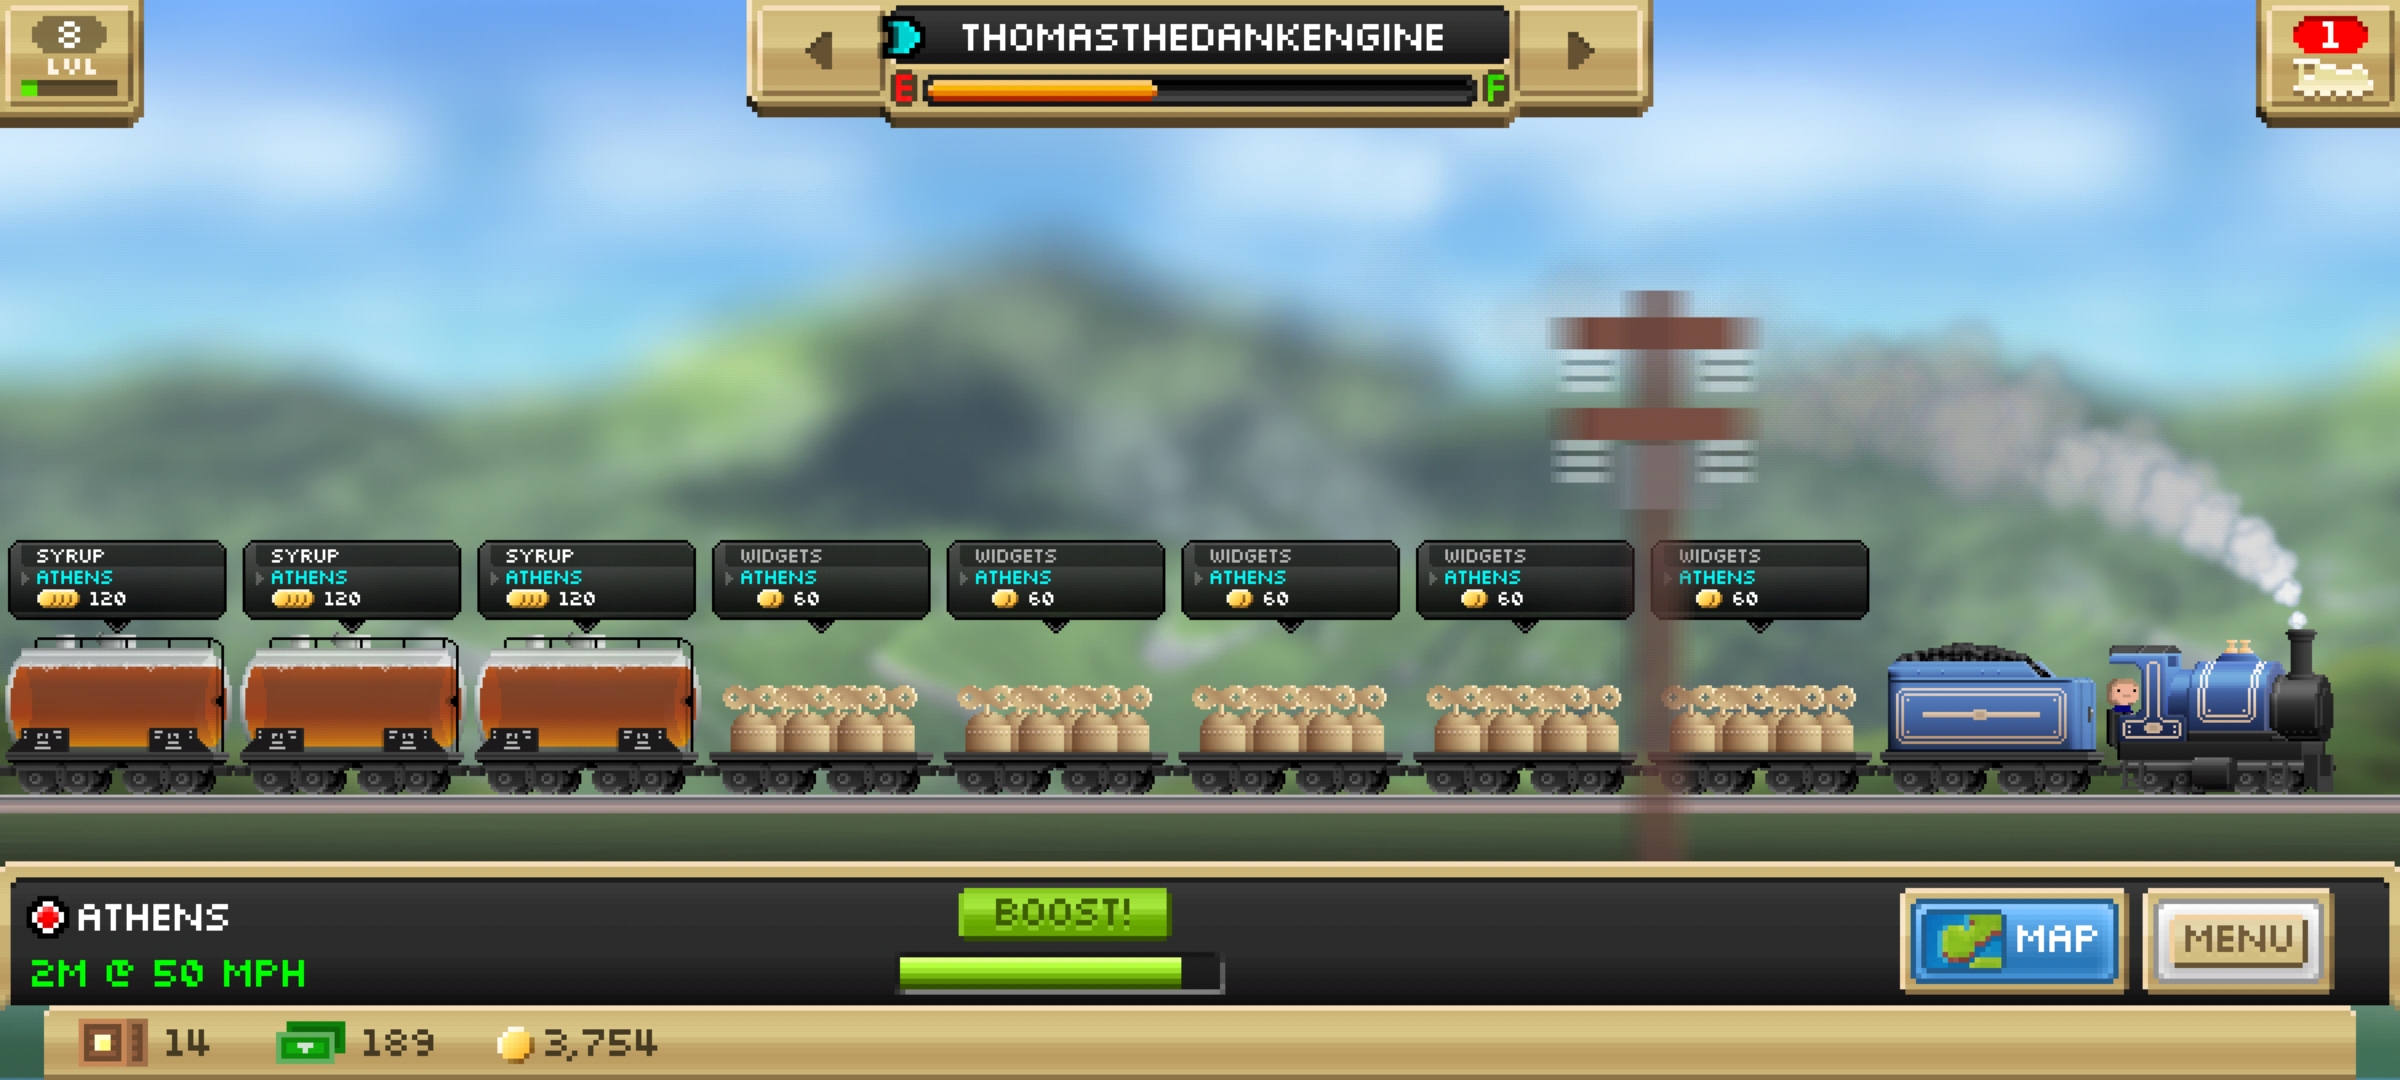 8
LVL
THOMASTHEDANKENGINE
E F
1
SYRUP
ATHENS
120
SYRUP
ATHENS
120
SYRUP
ATHENS
120
WIDGETS
ATHENS
60
WIDGETS
ATHENS
60
WIDGETS
ATHENS
60
WIDGETS
ATHENS
60
WIDGETS
ATHENS
60
ATHENS
2M @ 50 MPH
BOOST!
MAP
MENU
14
189
3,754